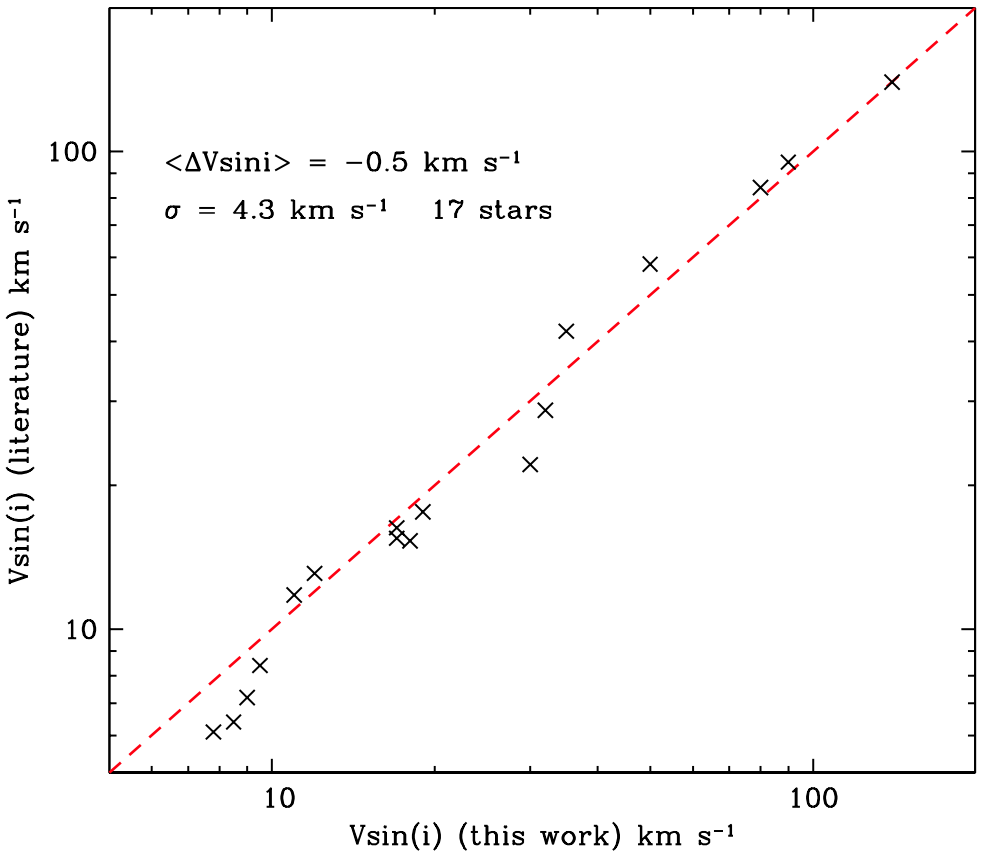 100
<ΔVsini> = −0.5 km s⁻¹
σ = 4.3 km s⁻¹ 17 stars
Vsin(i) (literature) km s⁻¹
10
10 100
Vsin(i) (this work) km s⁻¹